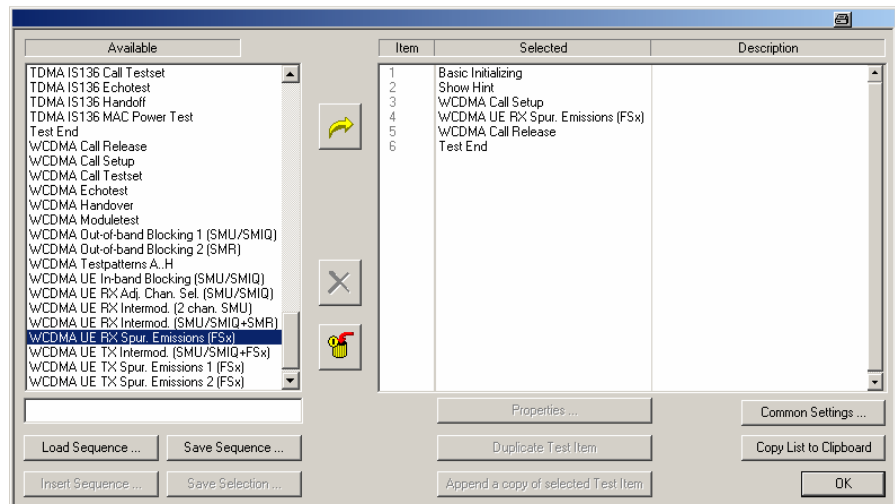 Available
TDMA IS136 Call Testset
TDMA IS136 Echotest
TDMA IS136 Handoff
TDMA IS136 MAC Power Test
Test End
WCDMA Call Release
WCDMA Call Setup
WCDMA Call Testset
WCDMA Echotest
WCDMA Handover
WCDMA Moduletest
WCDMA Out-of-band Blocking 1 (SMU/SMIQ)
WCDMA Out-of-band Blocking 2 (SMR)
WCDMA Testpatterns A..H
WCDMA UE In-band Blocking (SMU/SMIQ)
WCDMA UE RX Adj. Chan. Sel. (SMU/SMIQ)
WCDMA UE RX Intermod. (2 chan. SMU)
WCDMA UE RX Intermod. (SMU/SMIQ+SMR)
WCDMA UE RX Spur. Emissions (FSx)
WCDMA UE TX Intermod. (SMU/SMIQ+FSx)
WCDMA UE TX Spur. Emissions 1 (FSx)
WCDMA UE TX Spur. Emissions 2 (FSx)
Item Selected Description
1 Basic Initializing
2 Show Hint
3 WCDMA Call Setup
4 WCDMA UE RX Spur. Emissions (FSx)
5 WCDMA Call Release
6 Test End
Properties ... Common Settings ...
Load Sequence ... Save Sequence ... Duplicate Test Item Copy List to Clipboard
Insert Sequence ... Save Selection ... Append a copy of selected Test Item OK